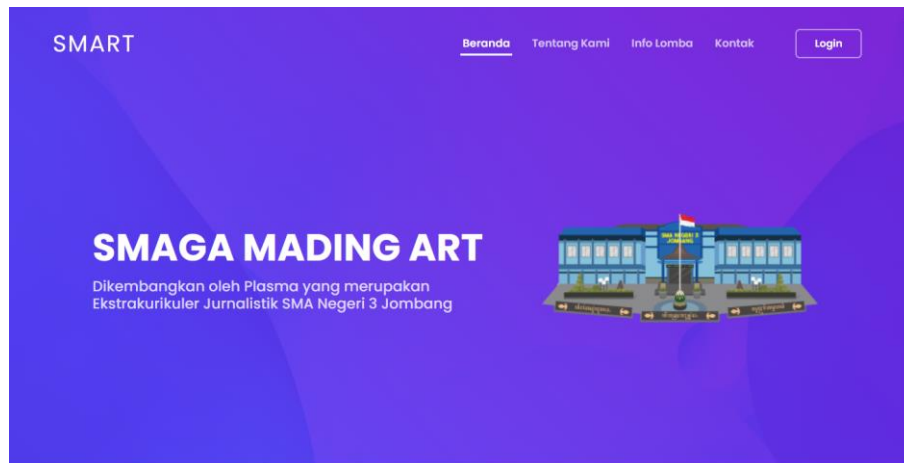 SMART
Beranda Tentang Kami Info Lomba Kontak Login
SMAGA MADING ART
Dikembangkan oleh Plasma yang merupakan
Ekstrakurikuler Jurnalistik SMA Negeri 3 Jombang
SMA NEGERI 3
JOMBANG